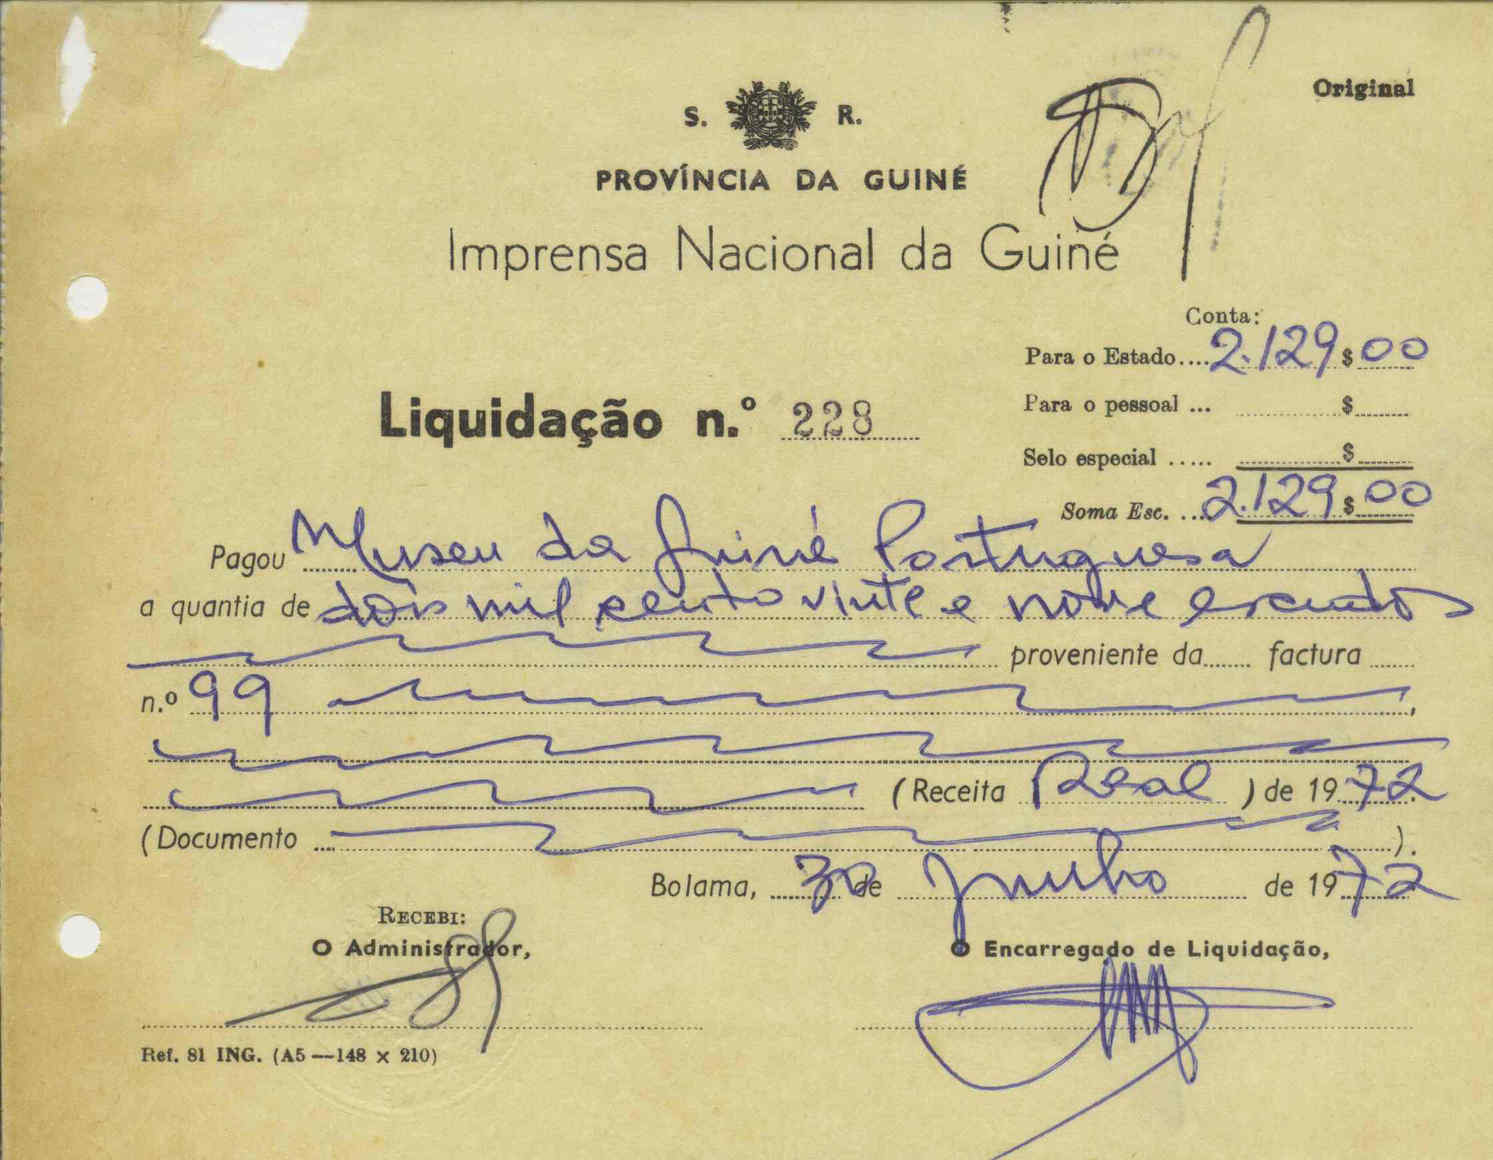 Original
S. R.
PROVÍNCIA DA GUINÉ
Imprensa Nacional da Guiné
Conta:
Para o Estado.... 2.129$00
Para o pessoal ... $
Selo especial ..... $
Soma Esc. ... 2.129$00
Liquidação n.º 228
Pagou Museu da Guiné Portuguesa
a quantia de dois mil cento vinte e nove escudos
proveniente da factura
n.º 99 ,
(Receita Real) de 1972.
(Documento ).
Bolama, 30 de Junho de 1972
RECEBI:
O Administrador,
O Encarregado de Liquidação,
Ref. 81 ING. (A5—148 x 210)